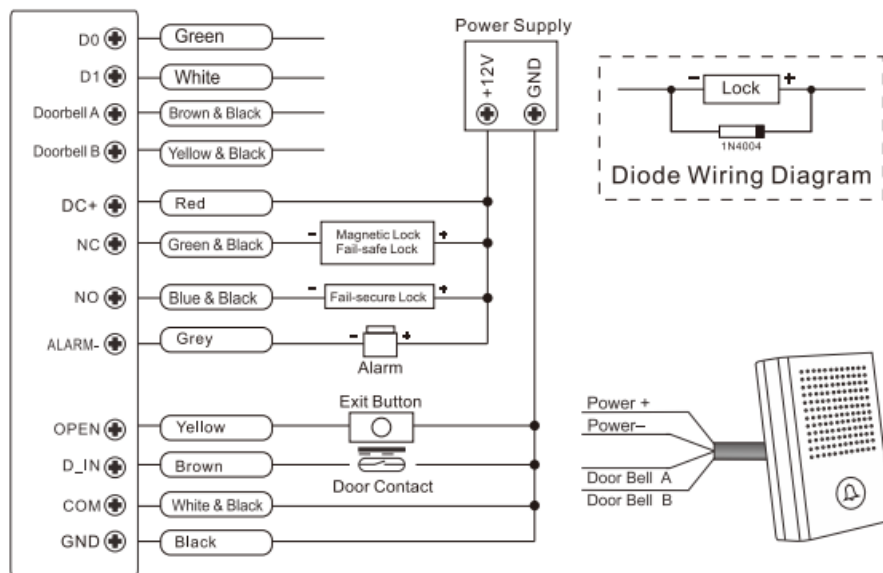 Power Supply
+12V
GND
D0
Green
D1
White
Doorbell A
Brown & Black
Doorbell B
Yellow & Black
DC+
Red
NC
Green & Black
- Magnetic Lock +
Fail-safe Lock
NO
Blue & Black
- Fail-secure Lock +
ALARM-
Grey
- +
Alarm
OPEN
Yellow
Exit Button
D_IN
Brown
Door Contact
COM
White & Black
GND
Black
- Lock +
1N4004
Diode Wiring Diagram
Power +
Power–
Door Bell A
Door Bell B